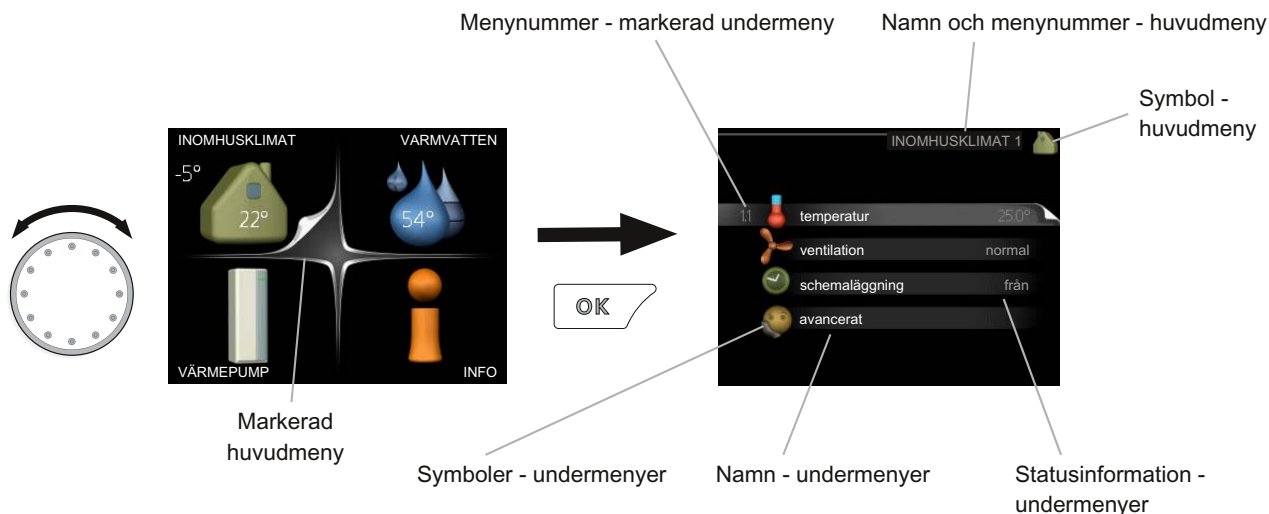 Menynummer - markerad undermeny
Namn och menynummer - huvudmeny
Symbol -
huvudmeny
INOMHUSKLIMAT
VARMVATTEN
-5°
22°
54°
VÄRMEPUMP
INFO
OK
INOMHUSKLIMAT 1
1.1
temperatur
25.0°
ventilation
normal
schemaläggning
från
avancerat
Markerad
huvudmeny
Symboler - undermenyer
Namn - undermenyer
Statusinformation -
undermenyer